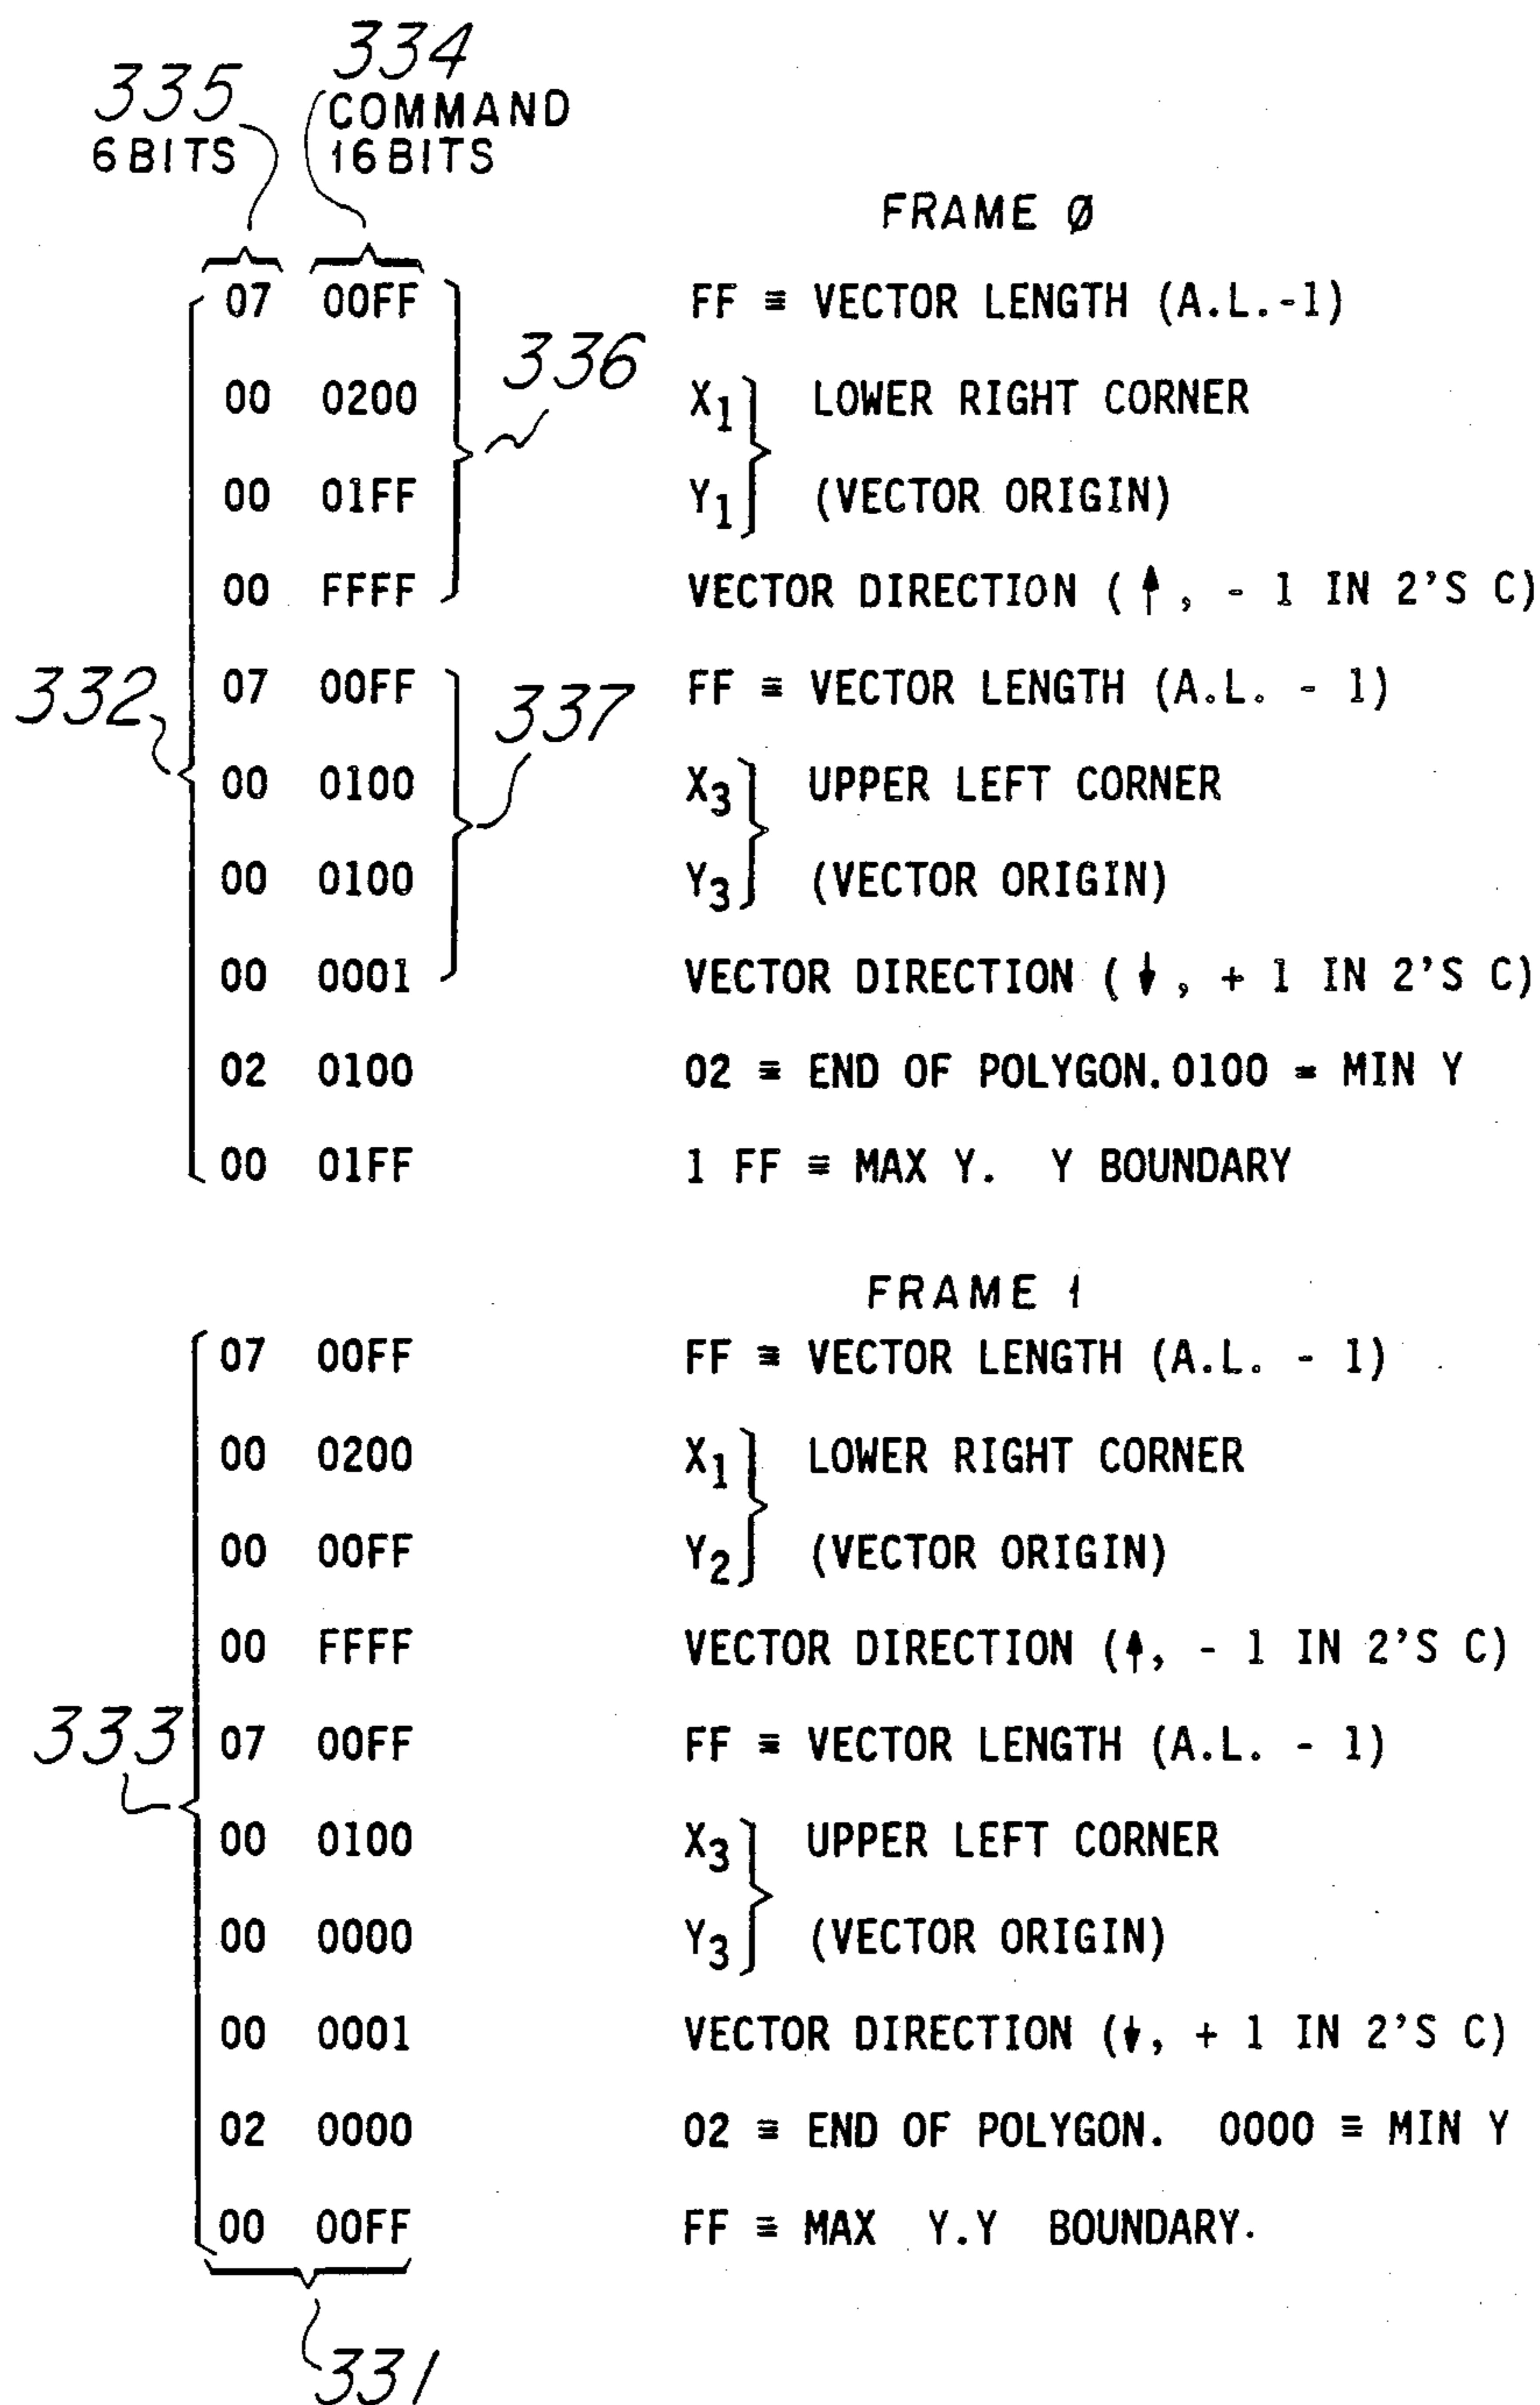 334
335 COMMAND
6 BITS 16 BITS
FRAME Ø
07 00FF FF ≡ VECTOR LENGTH (A.L.-1)
336
00 0200 X1 LOWER RIGHT CORNER
00 01FF Y1 (VECTOR ORIGIN)
00 FFFF VECTOR DIRECTION (↑, - 1 IN 2'S C)
332 07 00FF FF ≡ VECTOR LENGTH (A.L. - 1)
337
00 0100 X3 UPPER LEFT CORNER
00 0100 Y3 (VECTOR ORIGIN)
00 0001 VECTOR DIRECTION (↓, + 1 IN 2'S C)
02 0100 02 ≡ END OF POLYGON. 0100 = MIN Y
00 01FF 1 FF ≡ MAX Y. Y BOUNDARY
FRAME 1
07 00FF FF ≡ VECTOR LENGTH (A.L. - 1)
00 0200 X1 LOWER RIGHT CORNER
00 00FF Y2 (VECTOR ORIGIN)
00 FFFF VECTOR DIRECTION (↑, - 1 IN 2'S C)
333 07 00FF FF ≡ VECTOR LENGTH (A.L. - 1)
00 0100 X3 UPPER LEFT CORNER
00 0000 Y3 (VECTOR ORIGIN)
00 0001 VECTOR DIRECTION (↓, + 1 IN 2'S C)
02 0000 02 ≡ END OF POLYGON. 0000 ≡ MIN Y
00 00FF FF ≡ MAX Y.Y BOUNDARY.
331